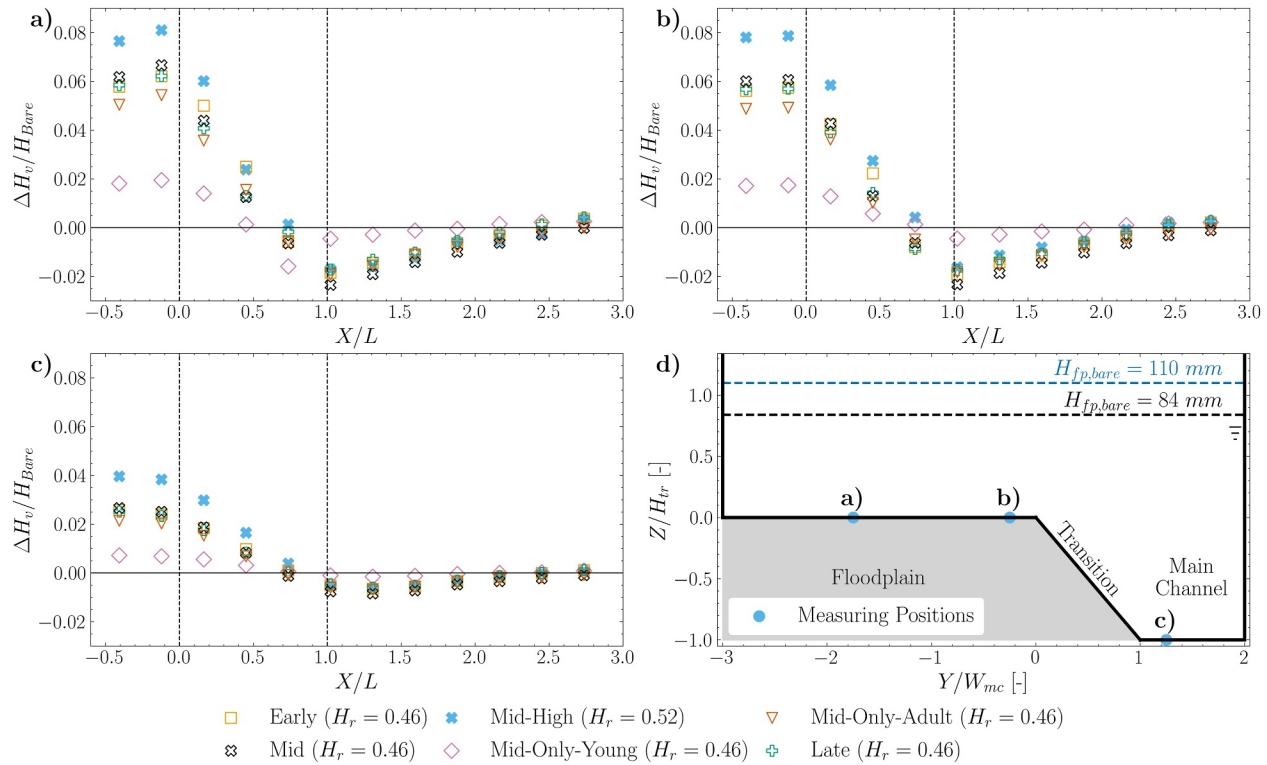 a)
0.08
0.06
0.04
0.02
0.00
−0.02
ΔH_v/H_Bare
−0.5 0.0 0.5 1.0 1.5 2.0 2.5 3.0
X/L
b)
0.08
0.06
0.04
0.02
0.00
−0.02
ΔH_v/H_Bare
−0.5 0.0 0.5 1.0 1.5 2.0 2.5 3.0
X/L
c)
0.08
0.06
0.04
0.02
0.00
−0.02
ΔH_v/H_Bare
−0.5 0.0 0.5 1.0 1.5 2.0 2.5 3.0
X/L
d)
H_fp,bare = 110 mm
H_fp,bare = 84 mm
1.0
0.5
0.0
−0.5
−1.0
Z/H_tr [-]
a) b)
Transition
Floodplain
Main
Channel
Measuring Positions
c)
−3 −2 −1 0 1 2
Y/W_mc [-]
Early (H_r = 0.46) Mid-High (H_r = 0.52) Mid-Only-Adult (H_r = 0.46)
Mid (H_r = 0.46) Mid-Only-Young (H_r = 0.46) Late (H_r = 0.46)